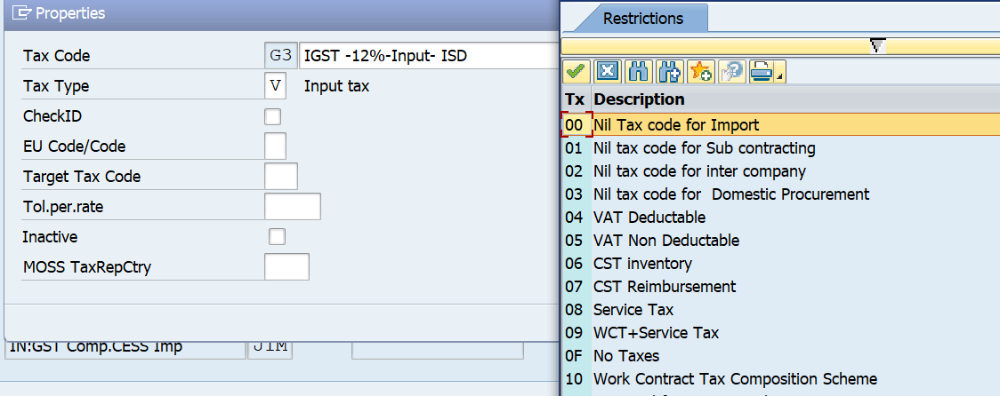 Properties
Tax Code G3 IGST -12%-Input- ISD
Tax Type V Input tax
CheckID
EU Code/Code
Target Tax Code
Tol.per.rate
Inactive
MOSS TaxRepCtry
IN:GST Comp.CESS Imp JIM
Restrictions
Tx Description
00 Nil Tax code for Import
01 Nil tax code for Sub contracting
02 Nil tax code for inter company
03 Nil tax code for Domestic Procurement
04 VAT Deductable
05 VAT Non Deductable
06 CST inventory
07 CST Reimbursement
08 Service Tax
09 WCT+Service Tax
0F No Taxes
10 Work Contract Tax Composition Scheme